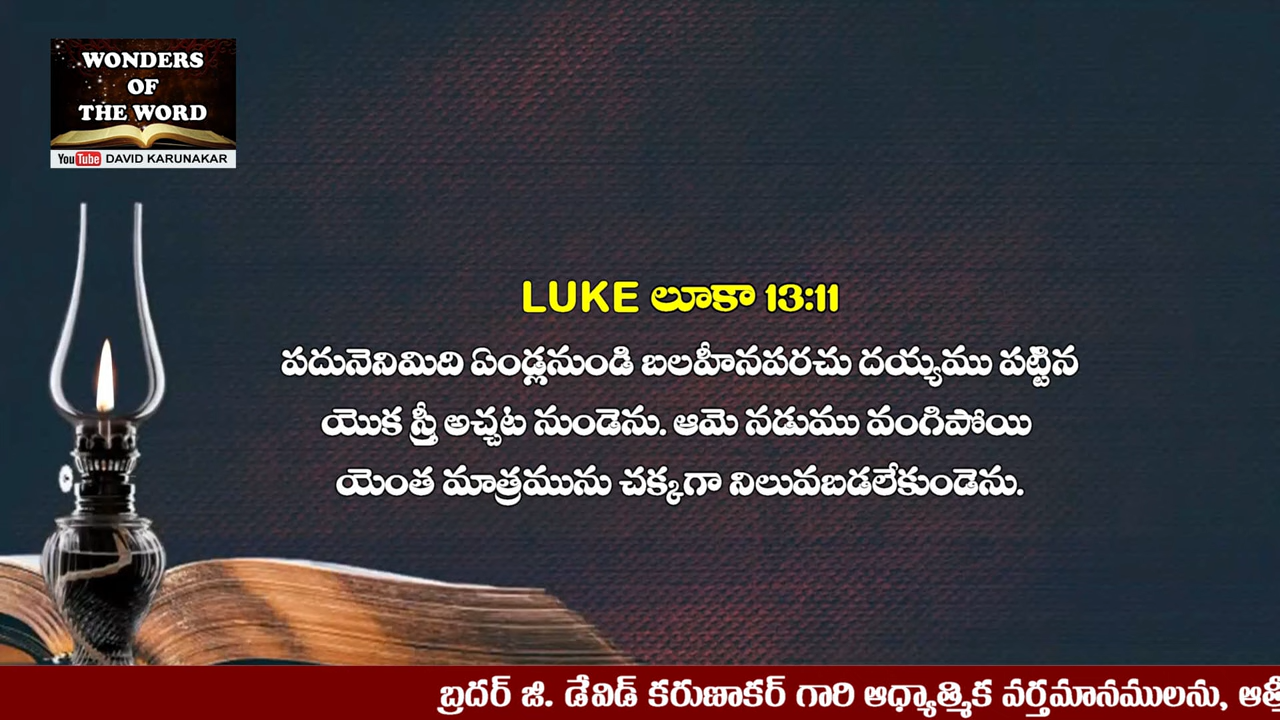 WONDERS
OF
THE WORD
YouTube DAVID KARUNAKAR
LUKE లూకా 13:11
పదునెనిమిది ఏండ్లనుండి బలహీనపరచు దయ్యము పట్టిన
యొక స్త్రీ అచ్చట నుండెను. ఆమె నడుము వంగిపోయి
యెంత మాత్రమును చక్కగా నిలువబడలేకుండెను.
బ్రదర్ జి. డేవిడ్ కరుణాకర్ గారి ఆధ్యాత్మిక వర్తమానములను,